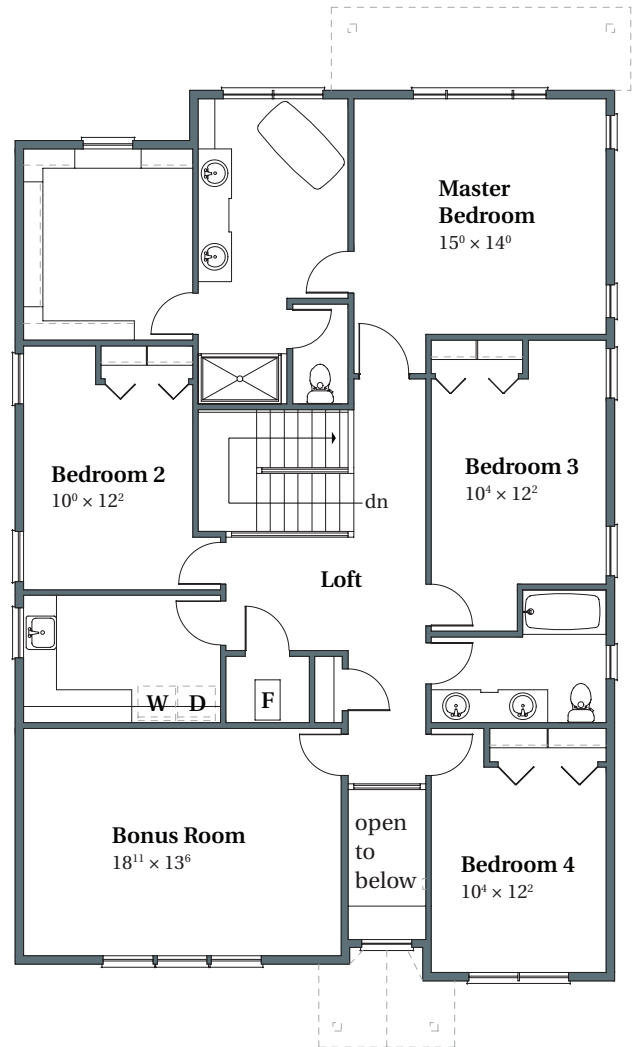 Master
Bedroom
15⁰ × 14⁰
Bedroom 2
10⁰ × 12²
Bedroom 3
10⁴ × 12²
dn
Loft
W D
F
Bonus Room
18¹¹ × 13⁶
open
to
below
Bedroom 4
10⁴ × 12²